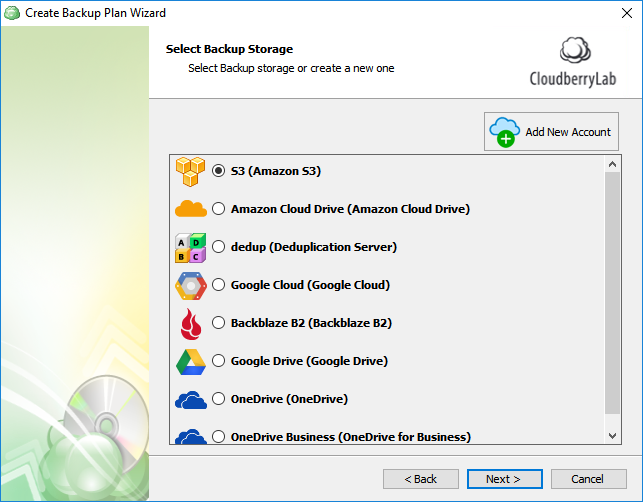 Create Backup Plan Wizard
Select Backup Storage
Select Backup storage or create a new one
CloudberryLab
Add New Account
S3 (Amazon S3)
Amazon Cloud Drive (Amazon Cloud Drive)
A D
B C
dedup (Deduplication Server)
Google Cloud (Google Cloud)
Backblaze B2 (Backblaze B2)
Google Drive (Google Drive)
OneDrive (OneDrive)
OneDrive Business (OneDrive for Business)
< Back
Next >
Cancel